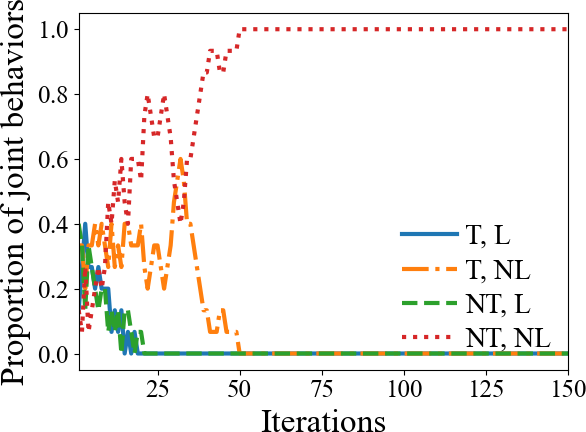 Proportion of joint behaviors
1.0
0.8
0.6
0.4
0.2
0.0
T, L
T, NL
NT, L
NT, NL
25 50 75 100 125 150
Iterations